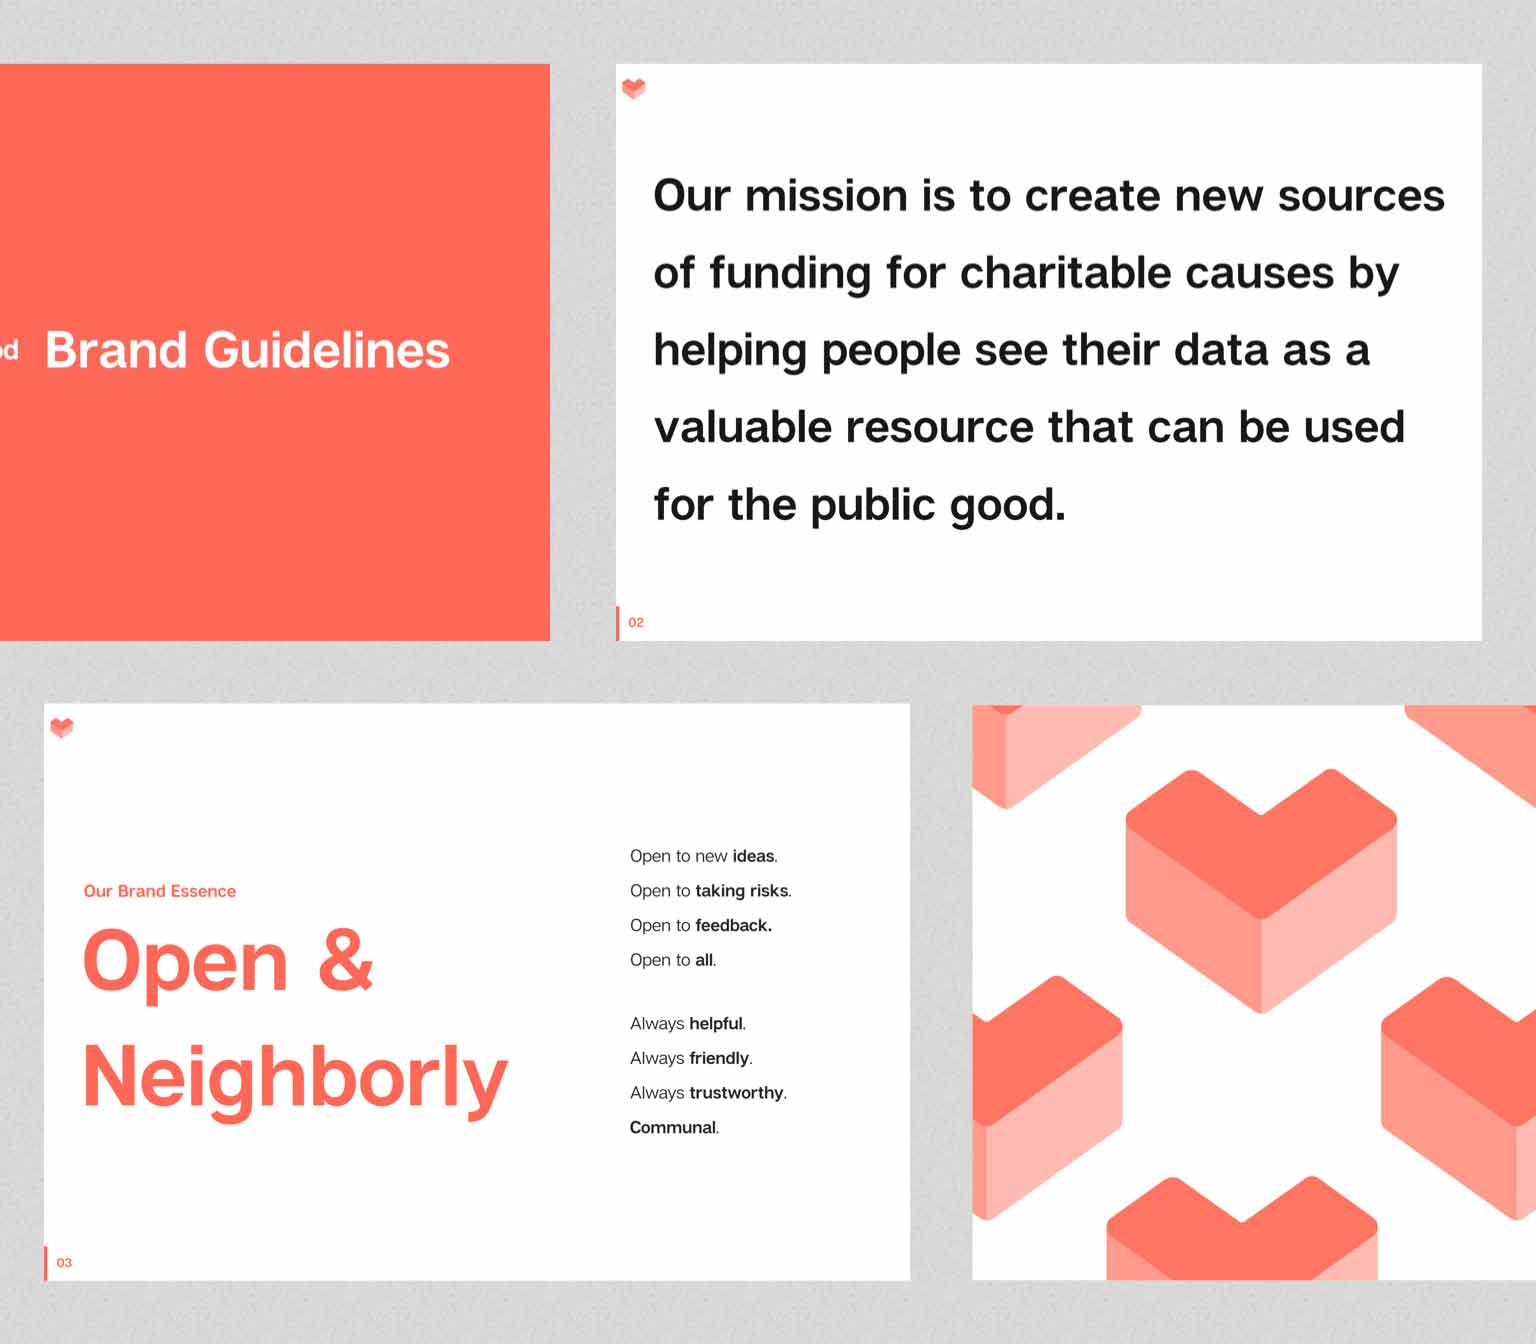 Brand Guidelines
Our mission is to create new sources
of funding for charitable causes by
helping people see their data as a
valuable resource that can be used
for the public good.
02
Our Brand Essence
Open &
Neighborly
Open to new ideas.
Open to taking risks.
Open to feedback.
Open to all.
Always helpful.
Always friendly.
Always trustworthy.
Communal.
03